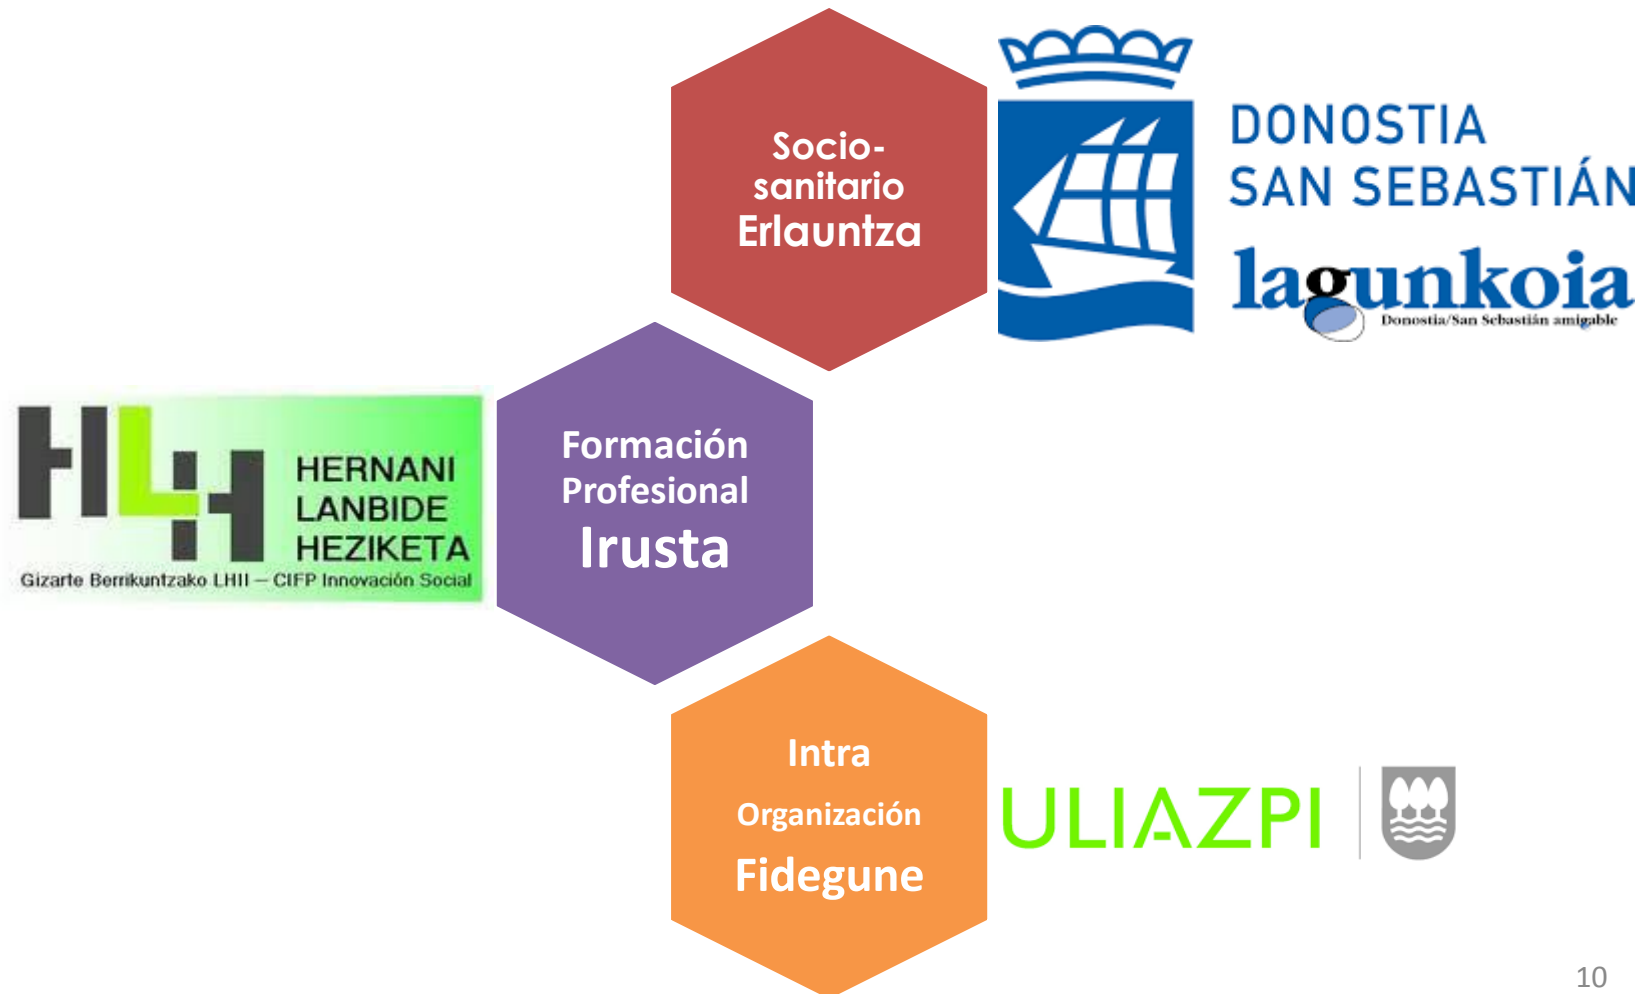 Socio-
sanitario
Erlauntza
DONOSTIA
SAN SEBASTIÁN
lagunkoia
Donostia/San Sebastián amigable
HLH
HERNANI
LANBIDE
HEZIKETA
Gizarte Berrikuntzako LHII – CIFP Innovación Social
Formación
Profesional
Irusta
Intra
Organización
Fidegune
ULIAZPI
10